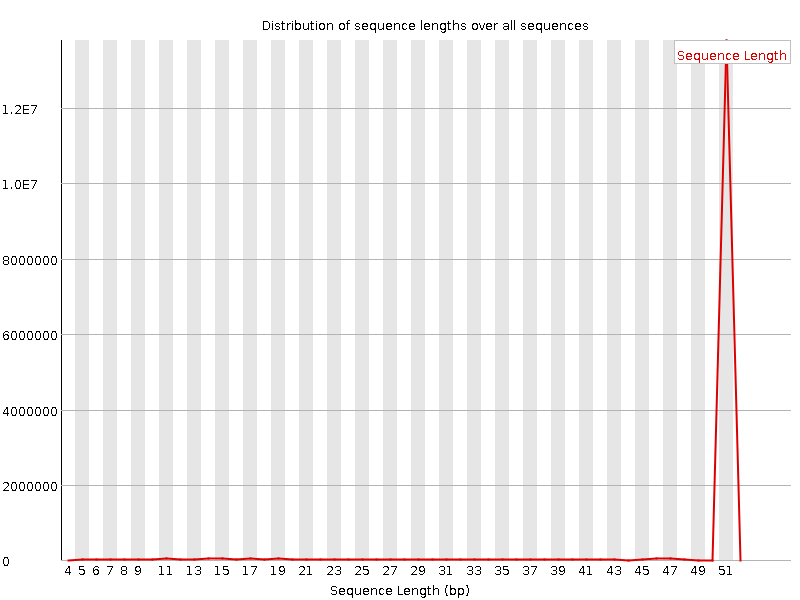 Distribution of sequence lengths over all sequences
Sequence Length
1.2E7
1.0E7
8000000
6000000
4000000
2000000
0
4 5 6 7 8 9 11 13 15 17 19 21 23 25 27 29 31 33 35 37 39 41 43 45 47 49 51
Sequence Length (bp)